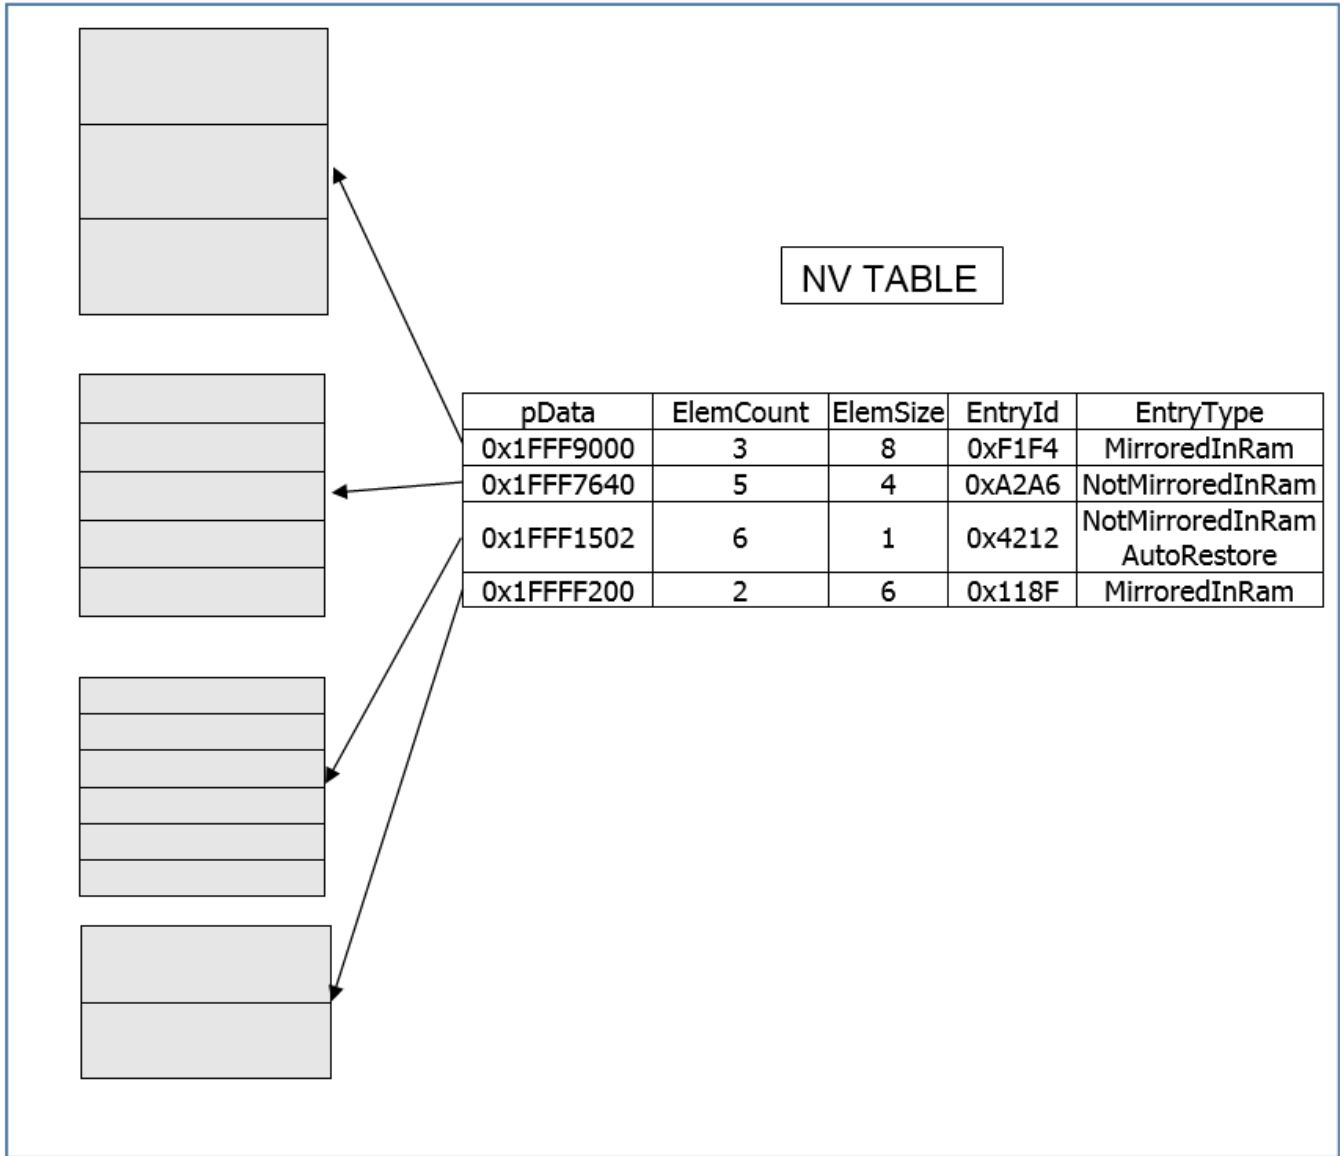 NV TABLE
pData ElemCount ElemSize EntryId EntryType
0x1FFF9000 3 8 0xF1F4 MirroredInRam
0x1FFF7640 5 4 0xA2A6 NotMirroredInRam
0x1FFF1502 6 1 0x4212 NotMirroredInRam
AutoRestore
0x1FFFF200 2 6 0x118F MirroredInRam